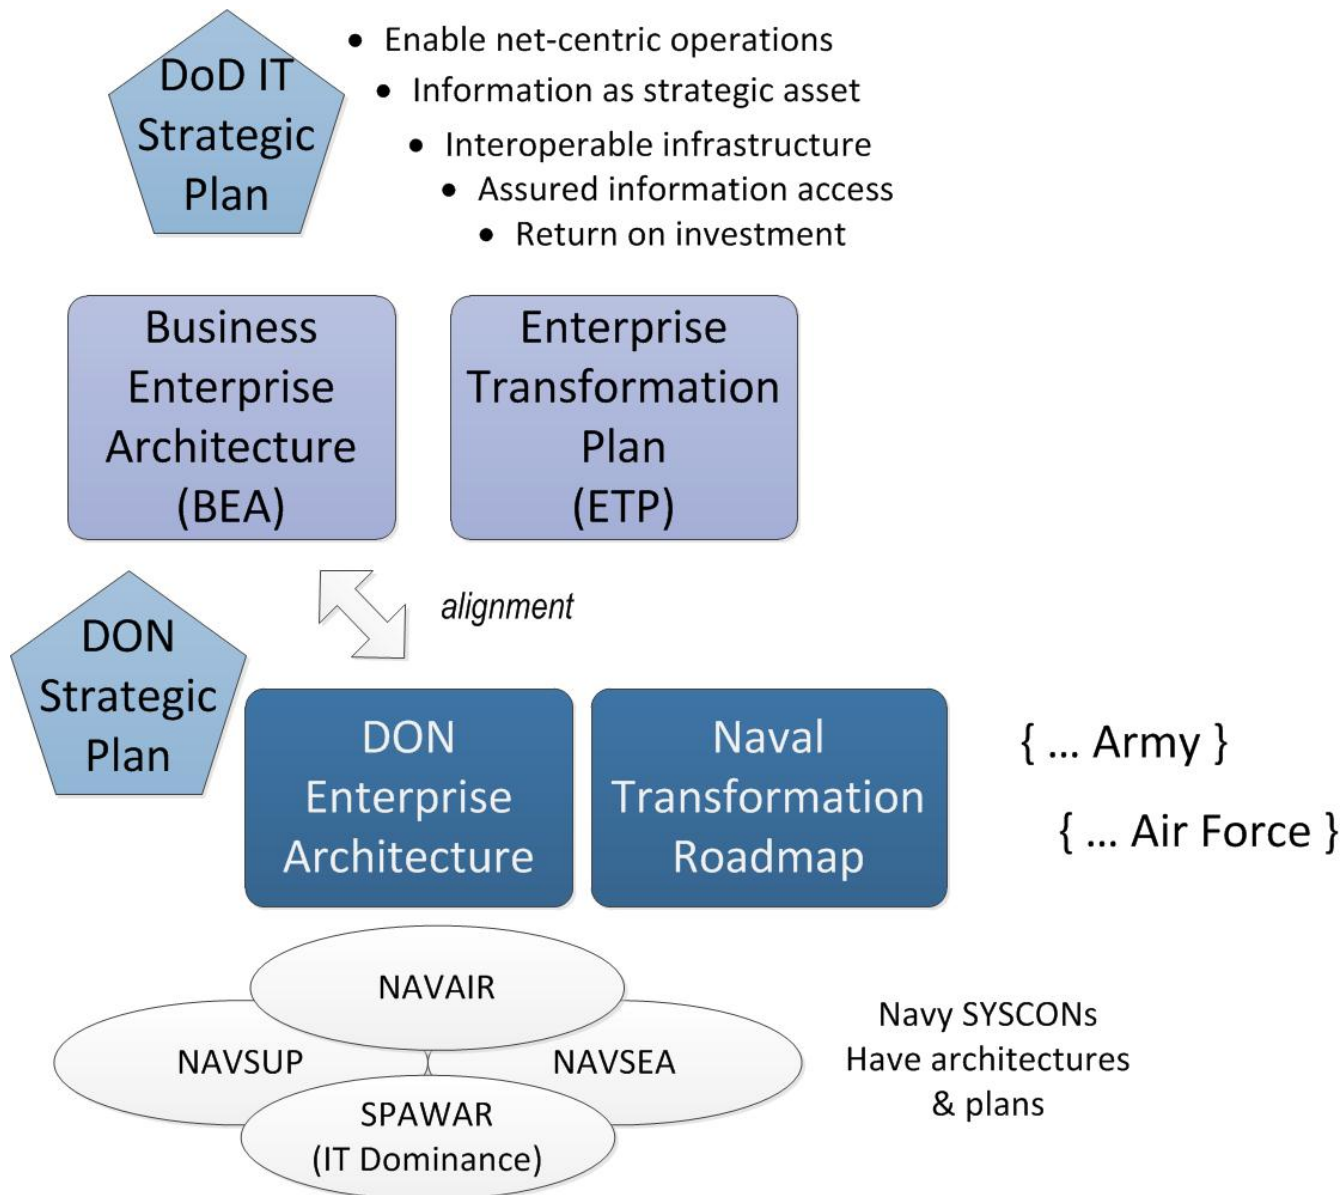 DoD IT
Strategic
Plan
• Enable net-centric operations
• Information as strategic asset
• Interoperable infrastructure
• Assured information access
• Return on investment
Business
Enterprise
Architecture
(BEA)
Enterprise
Transformation
Plan
(ETP)
alignment
DON
Strategic
Plan
DON
Enterprise
Architecture
Naval
Transformation
Roadmap
{ ... Army }
{ ... Air Force }
NAVAIR
NAVSUP
NAVSEA
SPAWAR
(IT Dominance)
Navy SYSCONs
Have architectures
& plans